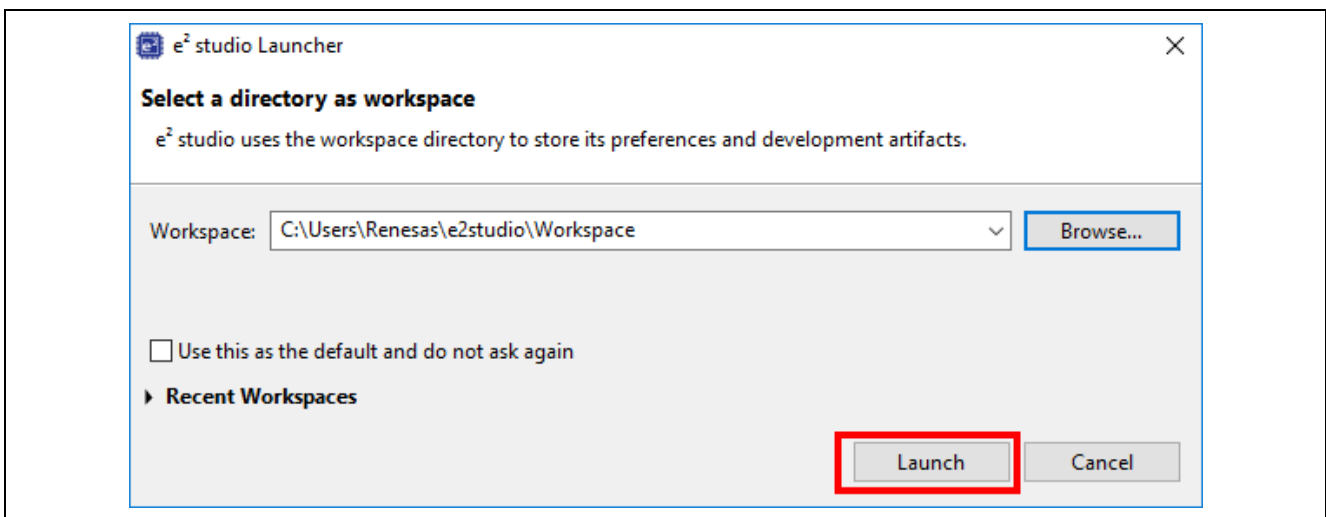 e² studio Launcher
Select a directory as workspace
e² studio uses the workspace directory to store its preferences and development artifacts.
Workspace: C:\Users\Renesas\e2studio\Workspace Browse...
Use this as the default and do not ask again
Recent Workspaces
Launch Cancel